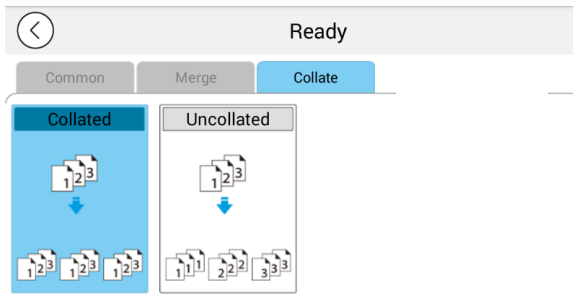 Ready
Common Merge Collate
Collated Uncollated
1 2 3 1 2 3
1 2 3 1 2 3 1 2 3 1 1 1 2 2 2 3 3 3